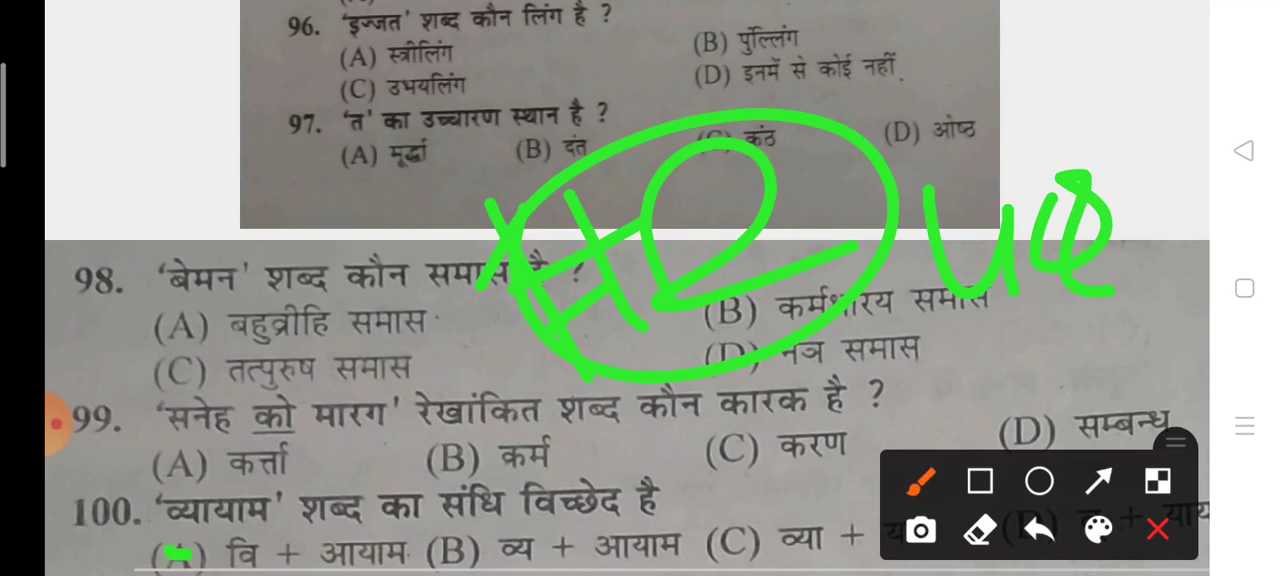 96. 'इज्जत' शब्द कौन लिंग है ?
(A) स्त्रीलिंग (B) पुंल्लिंग
(C) उभयलिंग (D) इनमें से कोई नहीं
97. 'त' का उच्चारण स्थान है ?
(A) मूर्द्धा (B) दंत (C) कंठ (D) ओष्ठ
98. 'बेमन' शब्द कौन समास है ?
(A) बहुव्रीहि समास (B) कर्मधारय समास
(C) तत्पुरुष समास (D) नञ समास
99. 'सनेह को मारग' रेखांकित शब्द कौन कारक है ?
(A) कर्त्ता (B) कर्म (C) करण (D) सम्बन्ध
100. 'व्यायाम' शब्द का संधि विच्छेद है
(A) वि + आयाम (B) व्य + आयाम (C) व्या +